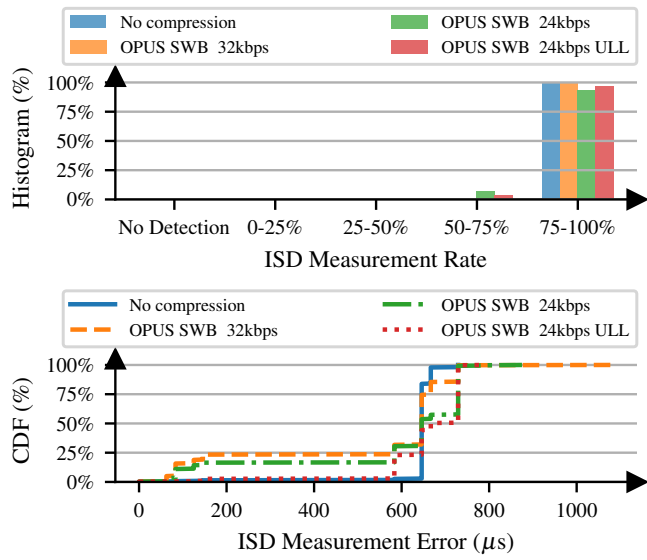 No compression
OPUS SWB 32kbps
OPUS SWB 24kbps
OPUS SWB 24kbps ULL
Histogram (%)
100%
75%
50%
25%
0%
No Detection 0-25% 25-50% 50-75% 75-100%
ISD Measurement Rate
No compression
OPUS SWB 32kbps
OPUS SWB 24kbps
OPUS SWB 24kbps ULL
CDF (%)
100%
75%
50%
25%
0%
0 200 400 600 800 1000
ISD Measurement Error (μs)